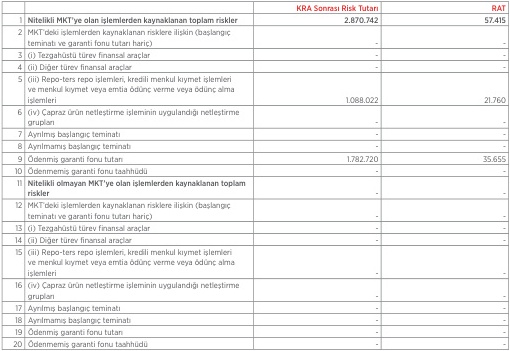 KRA Sonrası Risk Tutarı RAT
1 Nitelikli MKT'ye olan işlemlerden kaynaklanan toplam riskler 2.870.742 57.415
2 MKT'deki işlemlerden kaynaklanan risklere ilişkin (başlangıç
teminatı ve garanti fonu tutarı hariç) - -
3 (i) Tezgahüstü türev finansal araçlar - -
4 (ii) Diğer türev finansal araçlar - -
5 (iii) Repo-ters repo işlemleri, kredili menkul kıymet işlemleri
ve menkul kıymet veya emtia ödünç verme veya ödünç alma
işlemleri 1.088.022 21.760
6 (iv) Çapraz ürün netleştirme işleminin uygulandığı netleştirme
grupları - -
7 Ayrılmış başlangıç teminatı - -
8 Ayrılmamış başlangıç teminatı - -
9 Ödenmiş garanti fonu tutarı 1.782.720 35.655
10 Ödenmemiş garanti fonu taahhüdü - -
11 Nitelikli olmayan MKT'ye olan işlemlerden kaynaklanan toplam
riskler - -
12 MKT'deki işlemlerden kaynaklanan risklere ilişkin (başlangıç
teminatı ve garanti fonu tutarı hariç) - -
13 (i) Tezgahüstü türev finansal araçlar - -
14 (ii) Diğer türev finansal araçlar - -
15 (iii) Repo-ters repo işlemleri, kredili menkul kıymet işlemleri
ve menkul kıymet veya emtia ödünç verme veya ödünç alma
işlemleri - -
16 (iv) Çapraz ürün netleştirme işleminin uygulandığı netleştirme
grupları - -
17 Ayrılmış başlangıç teminatı - -
18 Ayrılmamış başlangıç teminatı - -
19 Ödenmiş garanti fonu tutarı - -
20 Ödenmemiş garanti fonu taahhüdü - -